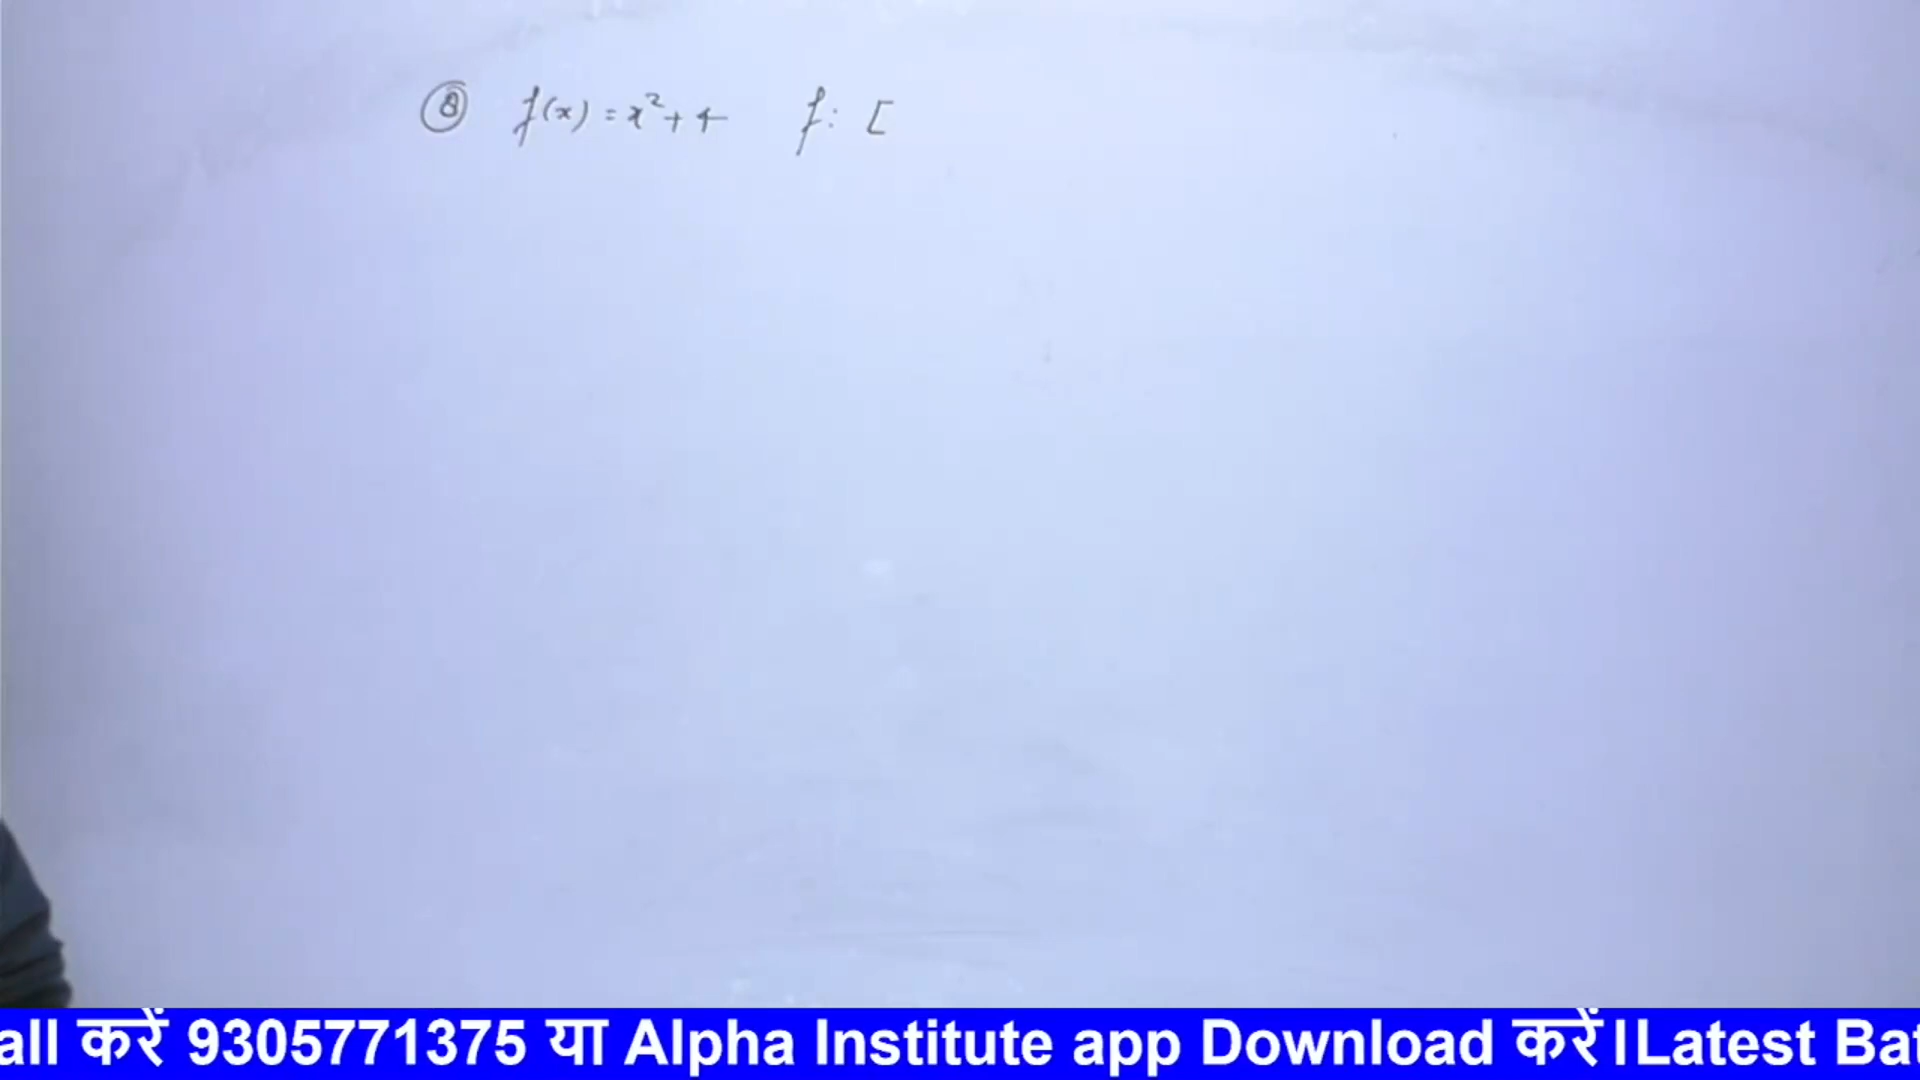 ⑧ f(x) = x² + 4 f: [
all करें 9305771375 या Alpha Institute app Download करें।Latest Bat